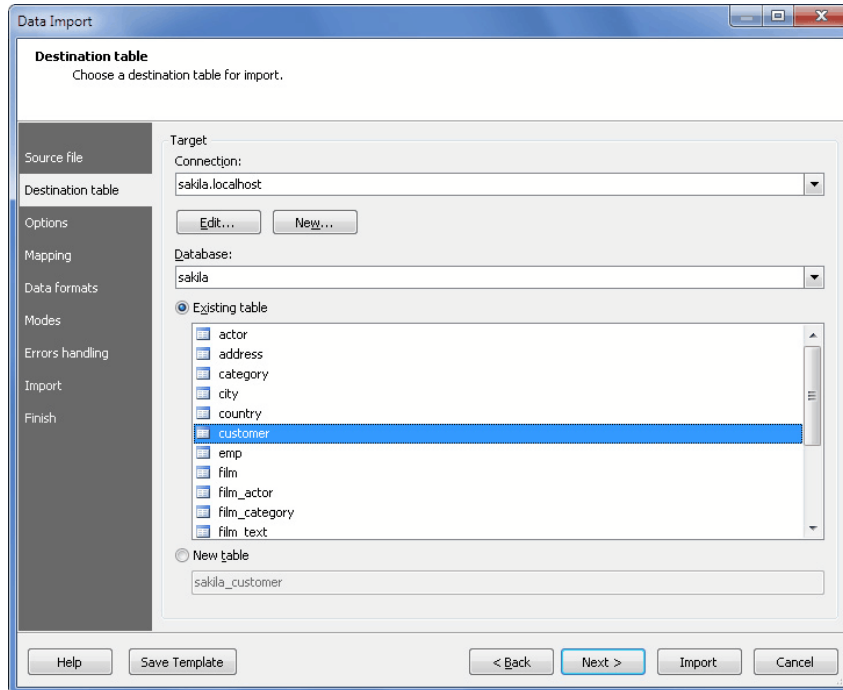 Data Import
Destination table
Choose a destination table for import.
Source file
Destination table
Options
Mapping
Data formats
Modes
Errors handling
Import
Finish
Target
Connection:
sakila.localhost
Edit...
New...
Database:
sakila
Existing table
actor
address
category
city
country
customer
emp
film
film_actor
film_category
film_text
New table
sakila_customer
Help
Save Template
< Back
Next >
Import
Cancel